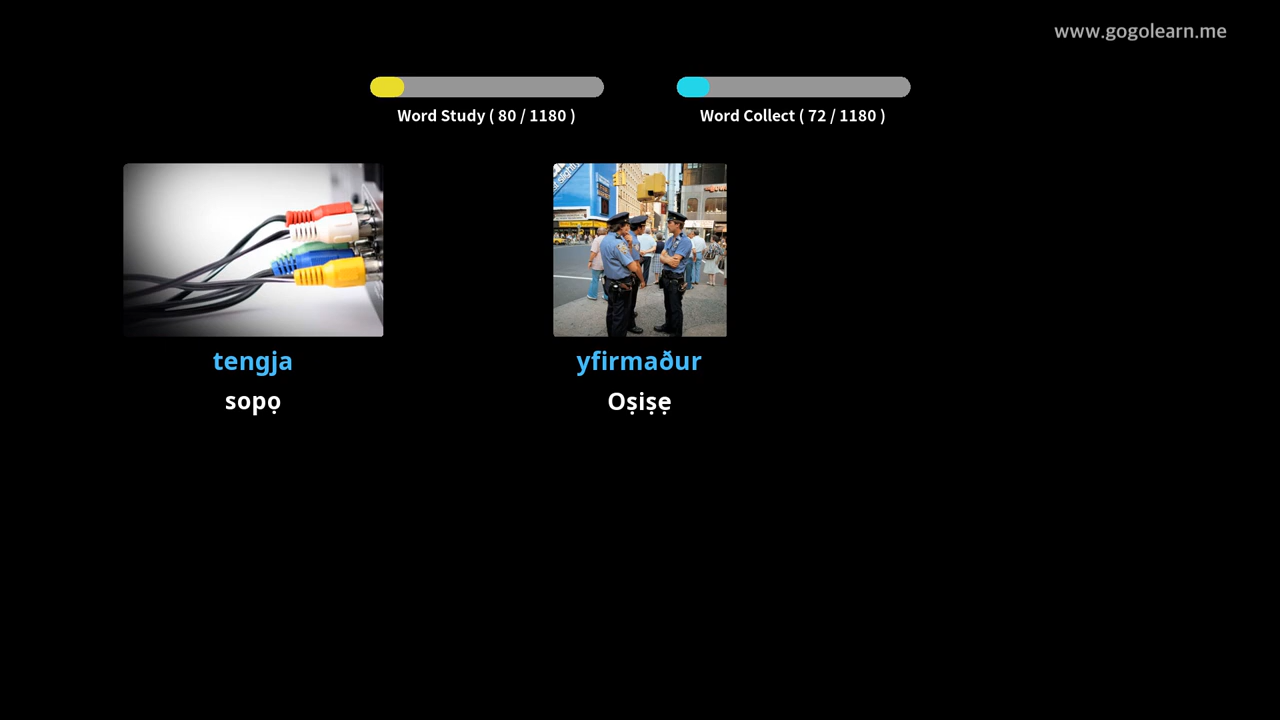 www.gogolearn.me
Word Study ( 80 / 1180 )
Word Collect ( 72 / 1180 )
tengja
yfirmaður
sopọ
Oṣiṣẹ